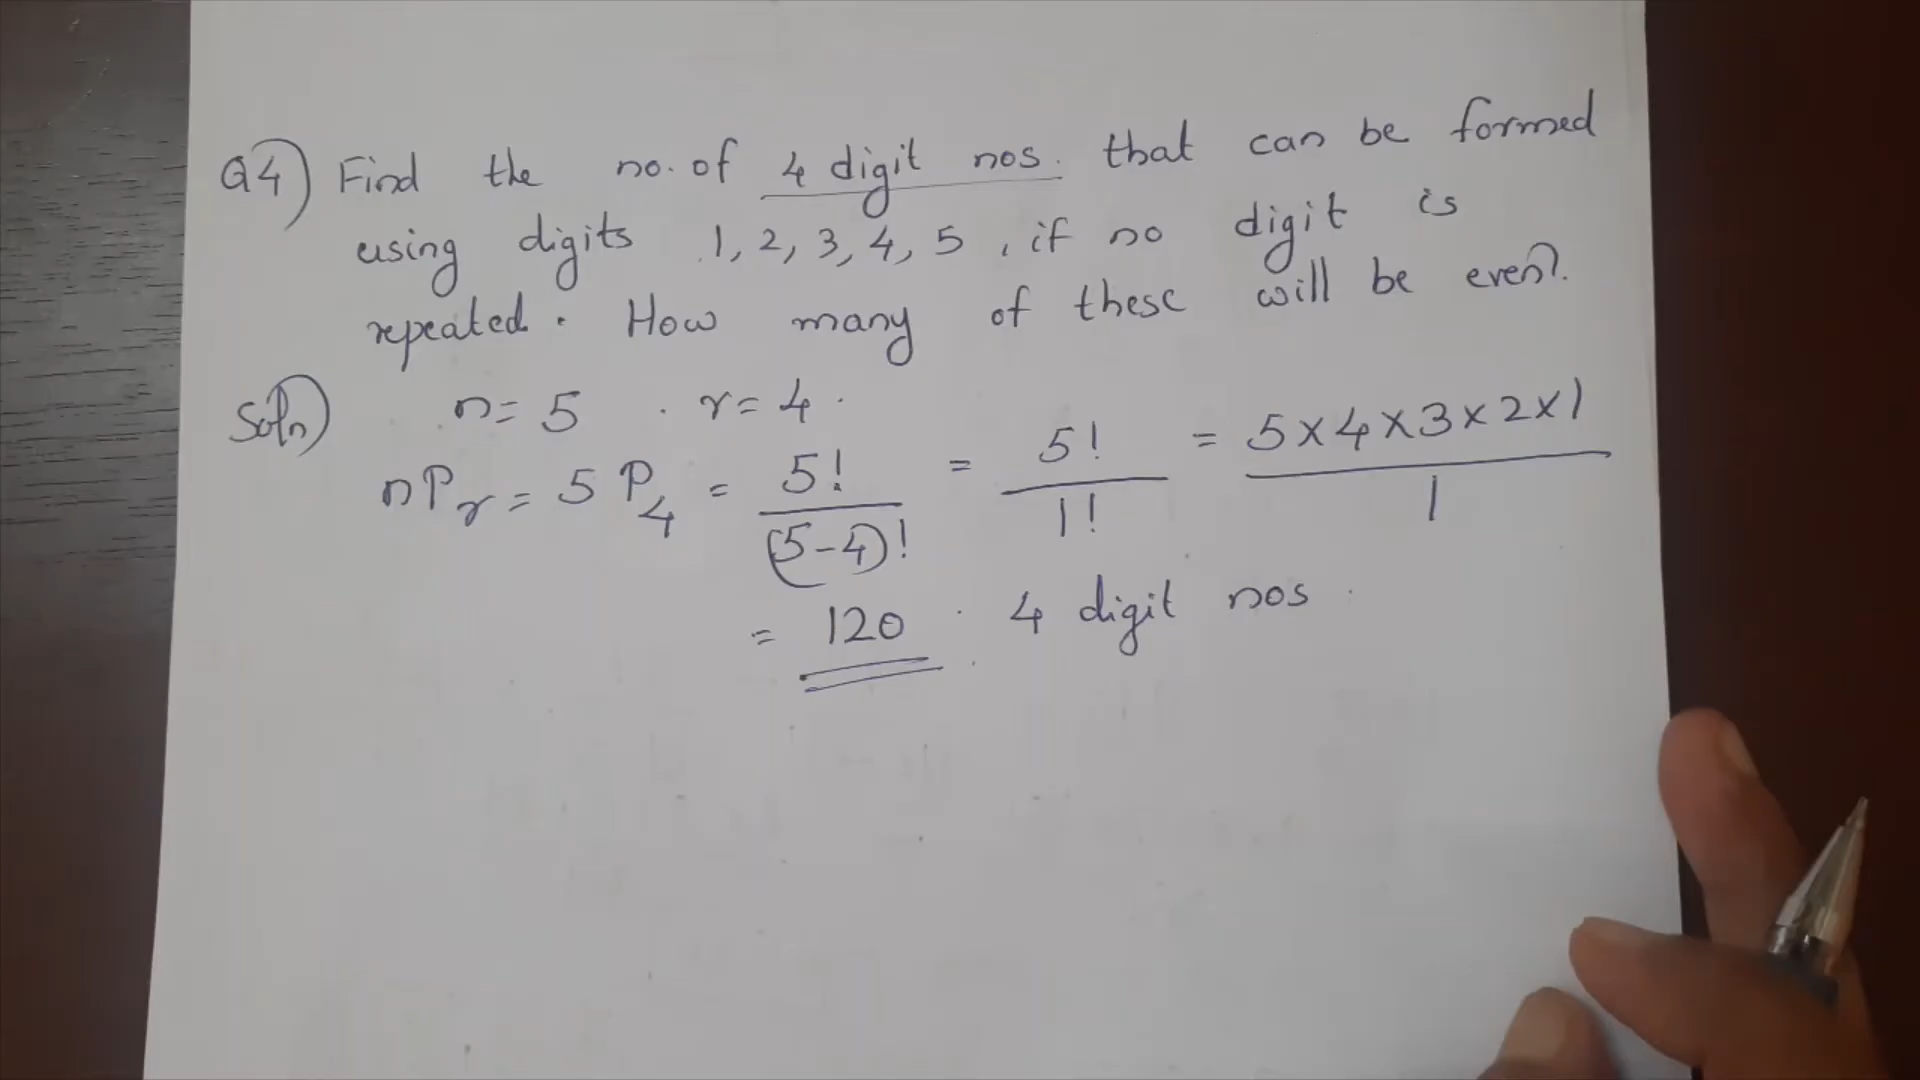 Q4) Find the no. of 4 digit nos. that can be formed
using digits 1, 2, 3, 4, 5, if no digit is
repeated. How many of these will be even?
Soln) n = 5 . r = 4 .
nPr = 5P4 = 5!/(5-4)! = 5!/1! = 5×4×3×2×1/1
= 120 . 4 digit nos.